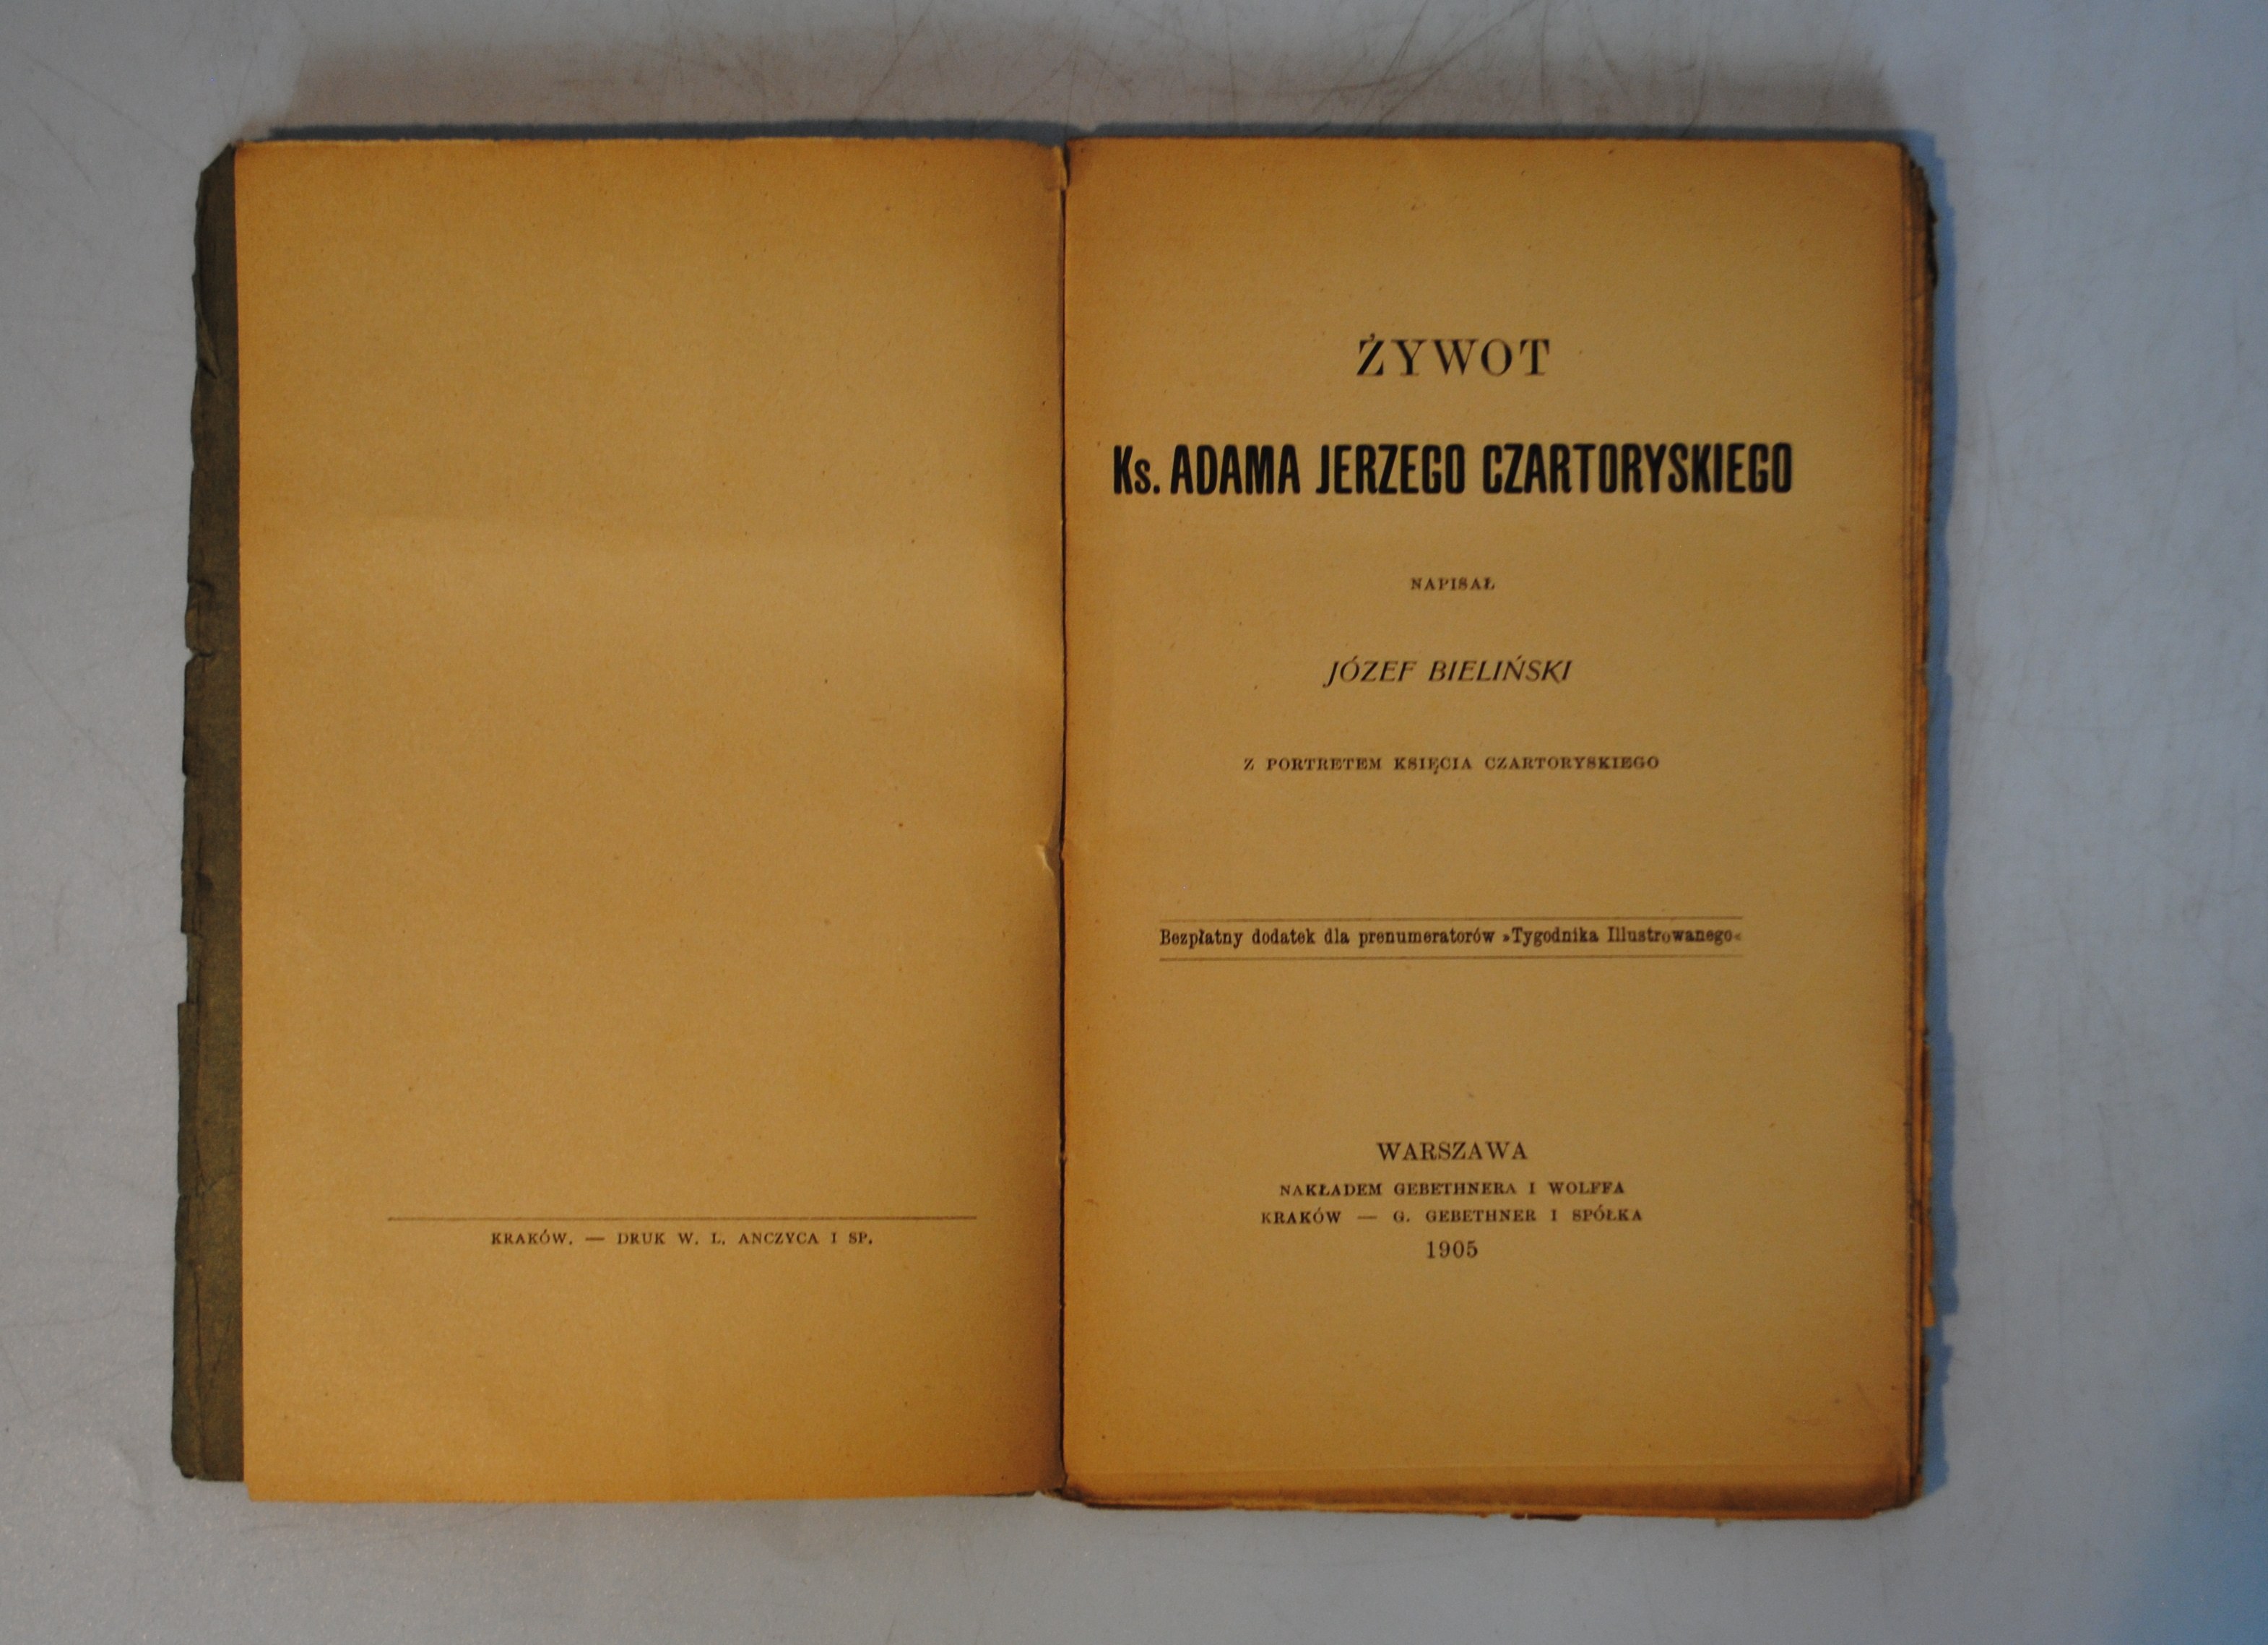 KRAKÓW. — DRUK W. L. ANCZYCA I SP.
ŻYWOT
Ks. ADAMA JERZEGO CZARTORYSKIEGO
NAPISAŁ
JÓZEF BIELIŃSKI
Z PORTRETEM KSIĘCIA CZARTORYSKIEGO
Bezpłatny dodatek dla prenumeratorów »Tygodnika Illustrowanego«
WARSZAWA
NAKŁADEM GEBETHNERA I WOLFFA
KRAKÓW — G. GEBETHNER I SPÓŁKA
1905